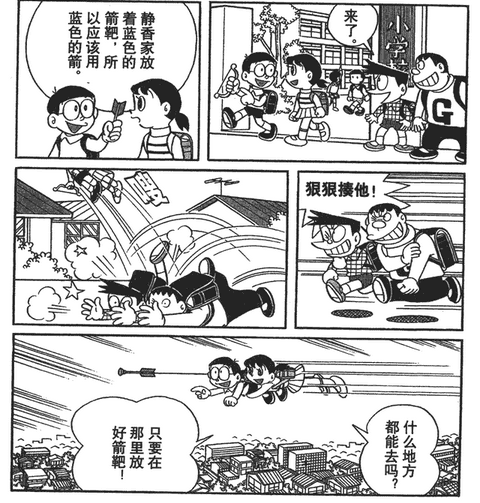 静香家放
着蓝色的
箭靶，所
以应该用
蓝色的箭。
来了。
小学
G
狠狠揍他！
什么地方
都能去吗？
只要在
那里放
好箭靶！